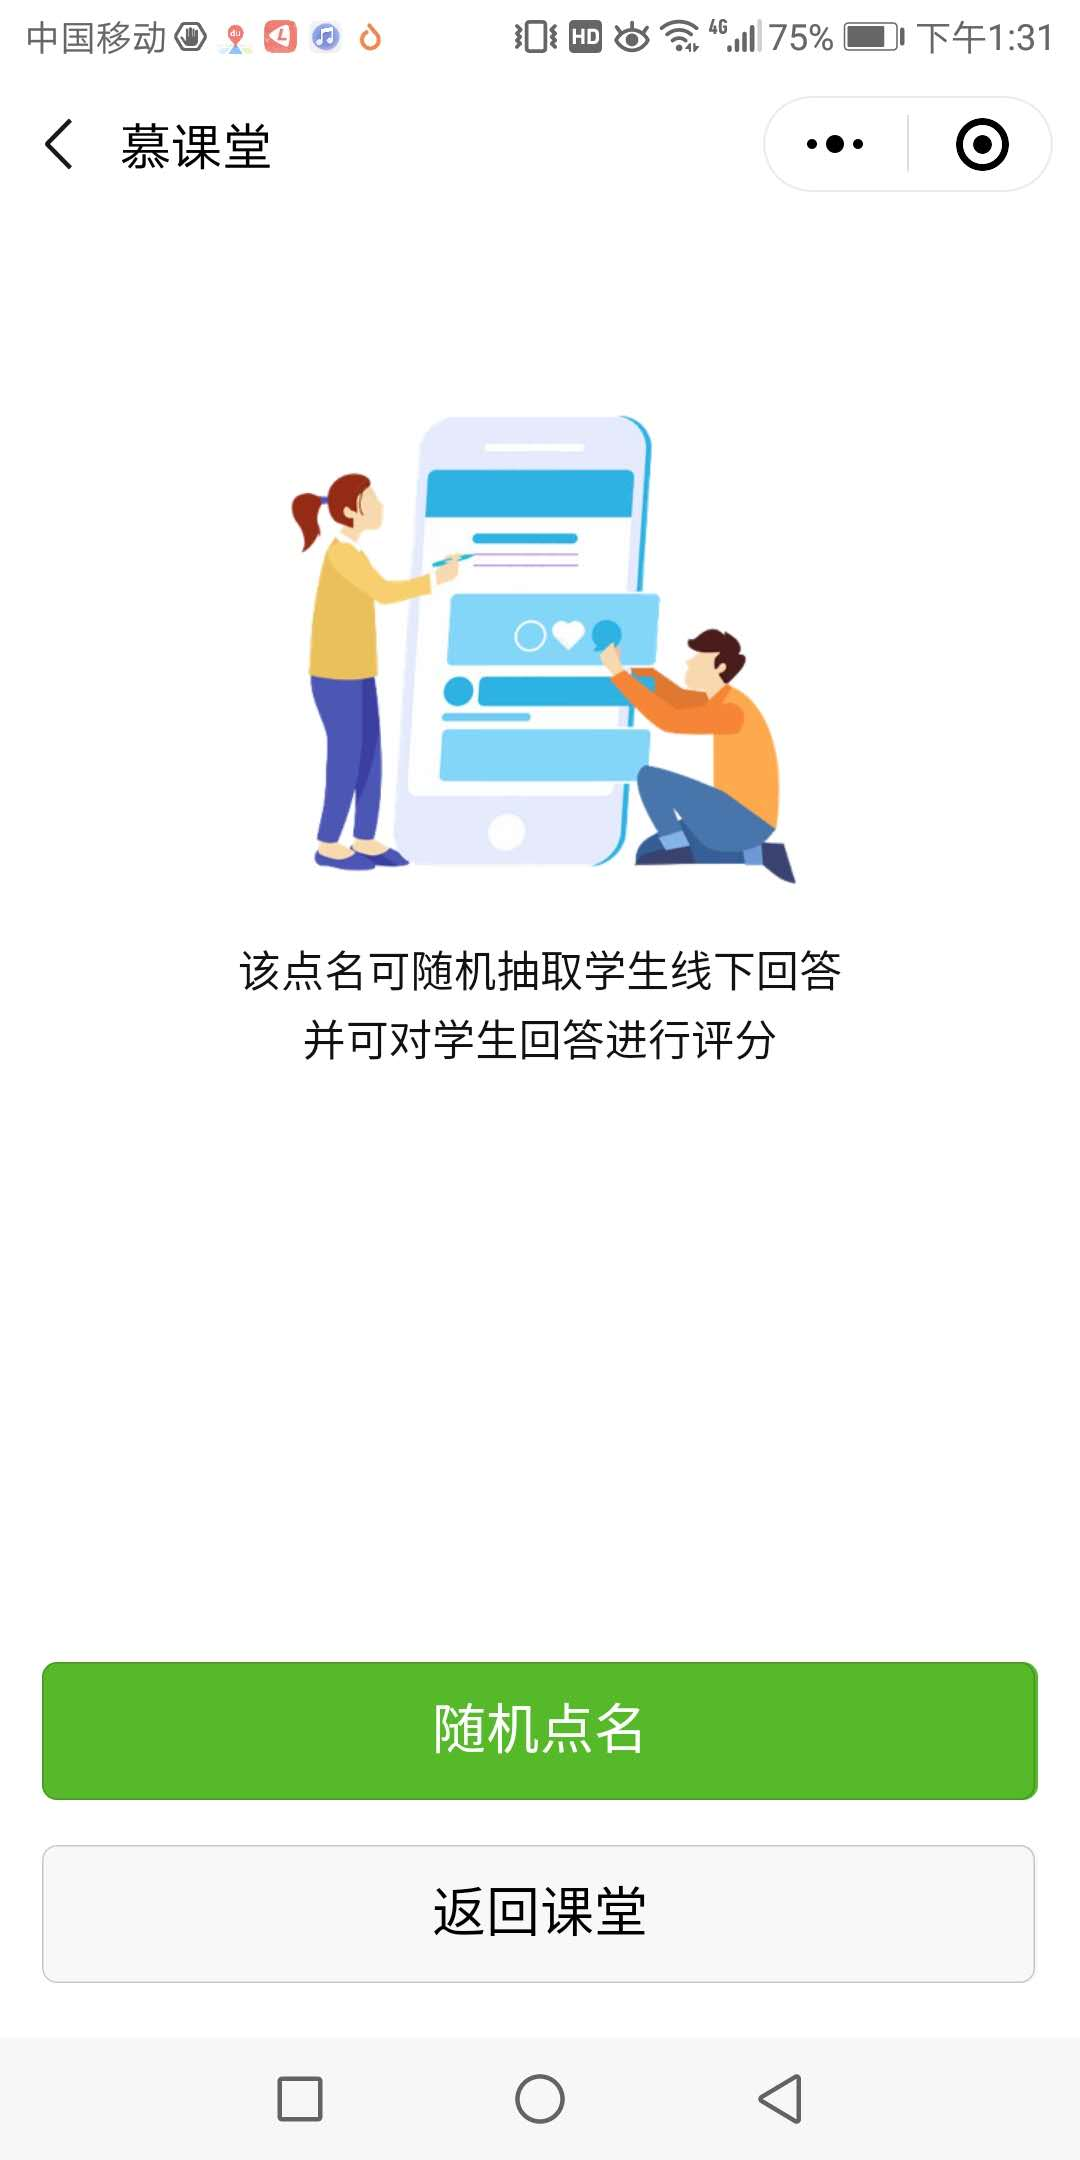 中国移动 HD 4G 75% 下午1:31
慕课堂
该点名可随机抽取学生线下回答
并可对学生回答进行评分
随机点名
返回课堂